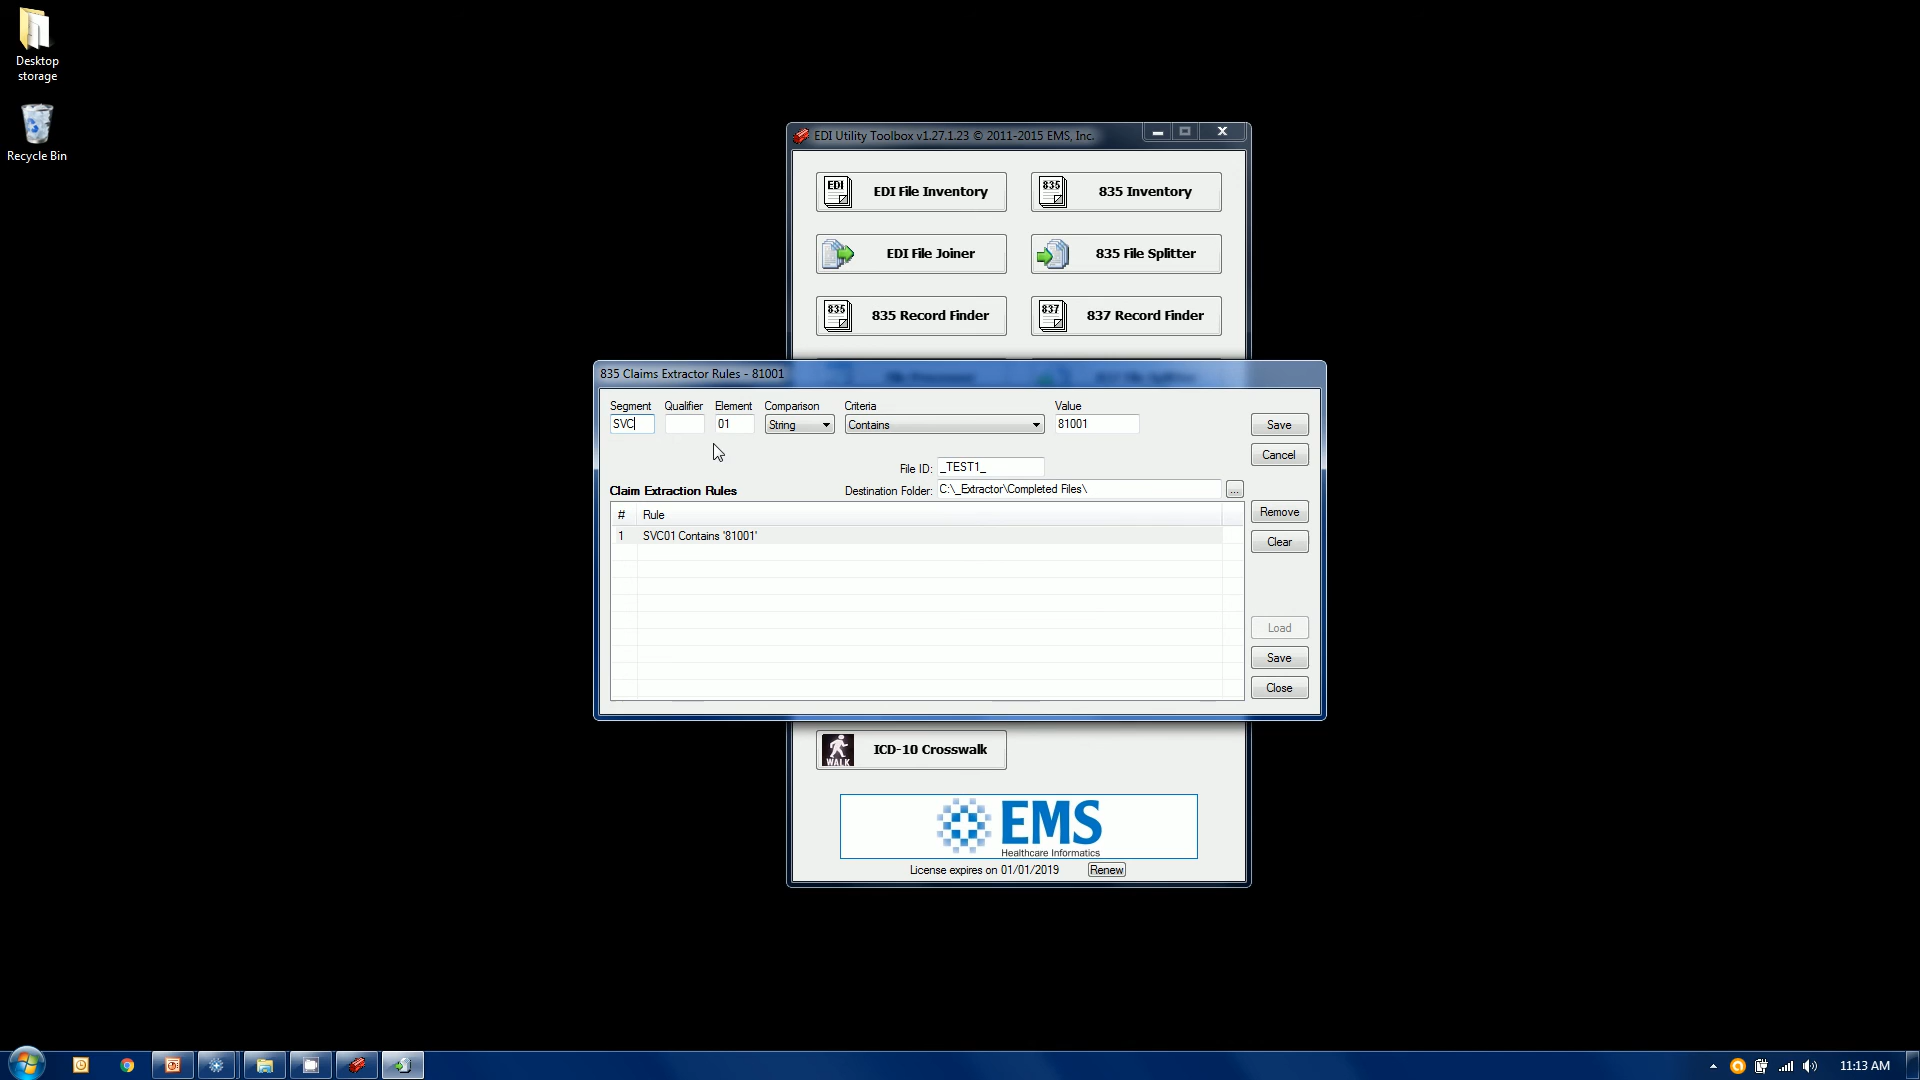 Desktop
storage
Recycle Bin
EDI Utility Toolbox v1.27.1.23 © 2011-2015 EMS, Inc.
EDI
EDI File Inventory
835
835 Inventory
EDI File Joiner
835 File Splitter
835
835 Record Finder
837
837 Record Finder
835 Claims Extractor Rules - 81001
Segment Qualifier Element Comparison Criteria Value
SVC 01 String Contains 81001
Save
Cancel
File ID: _TEST1_
Claim Extraction Rules
Destination Folder: C:\_Extractor\Completed Files\ ...
# Rule
1 SVC01 Contains '81001'
Remove
Clear
Load
Save
Close
WALK
ICD-10 Crosswalk
EMS
Healthcare Informatics
License expires on 01/01/2019 Renew
11:13 AM